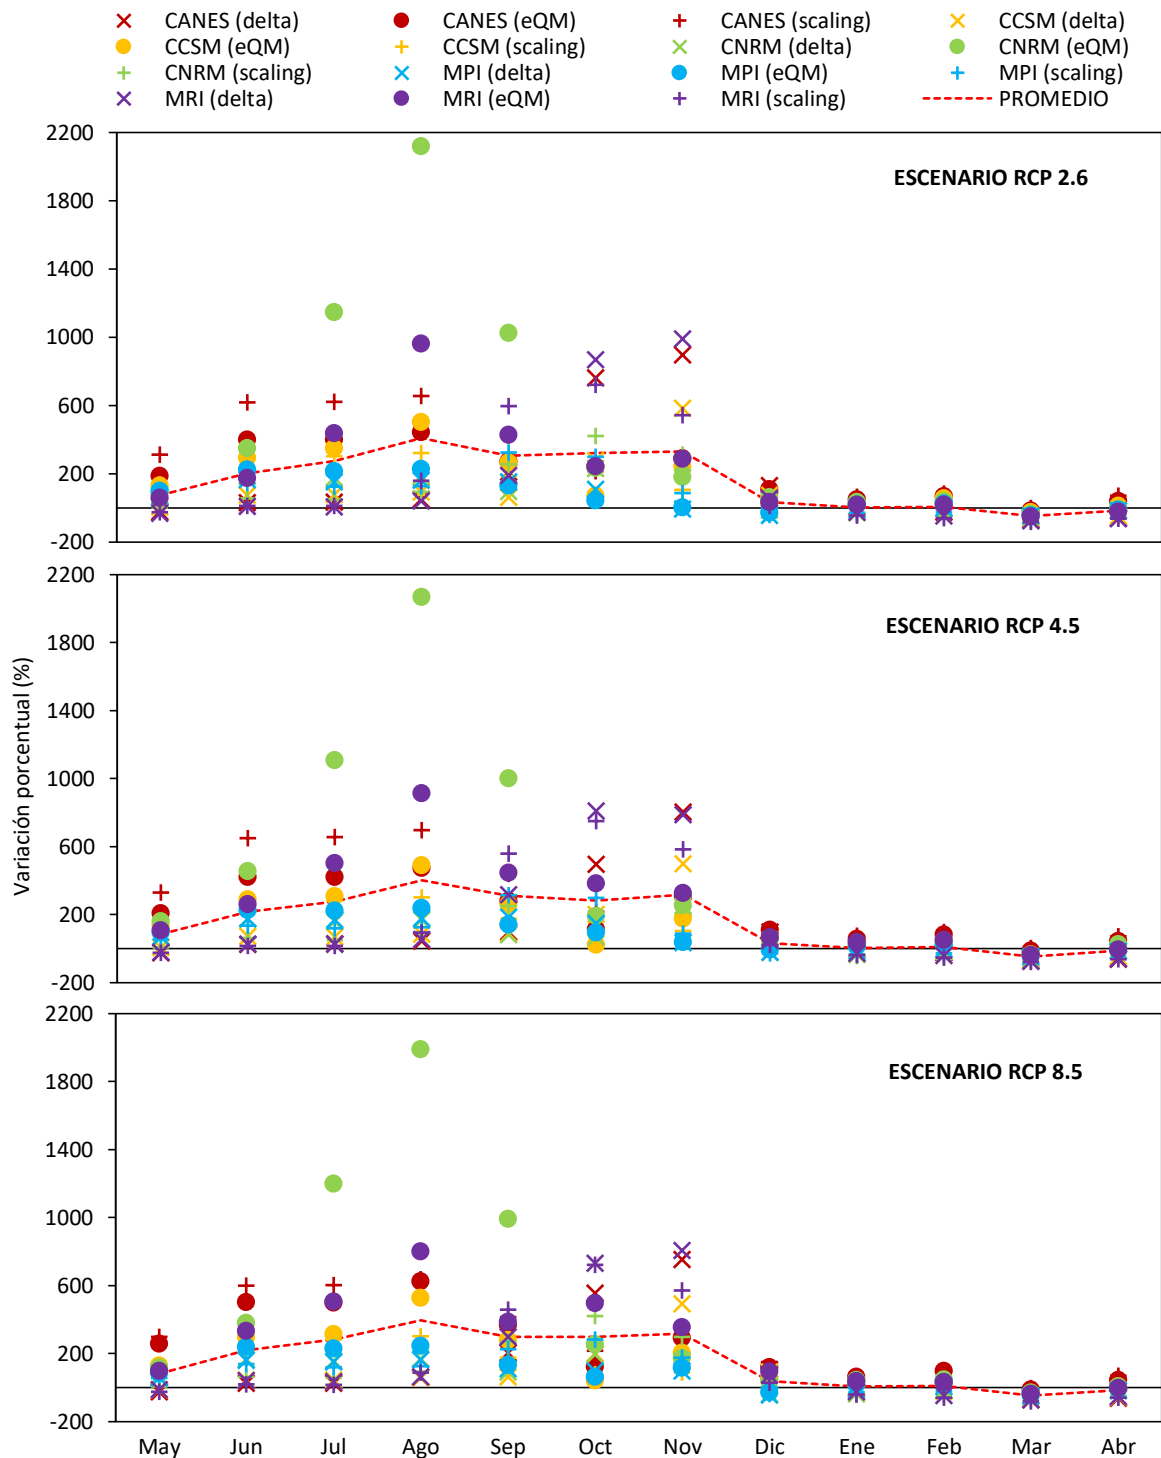 CANES (delta) CANES (eQM) CANES (scaling) CCSM (delta)
CCSM (eQM) CCSM (scaling) CNRM (delta) CNRM (eQM)
CNRM (scaling) MPI (delta) MPI (eQM) MPI (scaling)
MRI (delta) MRI (eQM) MRI (scaling) PROMEDIO
2200
ESCENARIO RCP 2.6
1800
1400
1000
600
200
-200
Variación porcentual (%)
2200
ESCENARIO RCP 4.5
1800
1400
1000
600
200
-200
2200
ESCENARIO RCP 8.5
1800
1400
1000
600
200
-200
May Jun Jul Ago Sep Oct Nov Dic Ene Feb Mar Abr